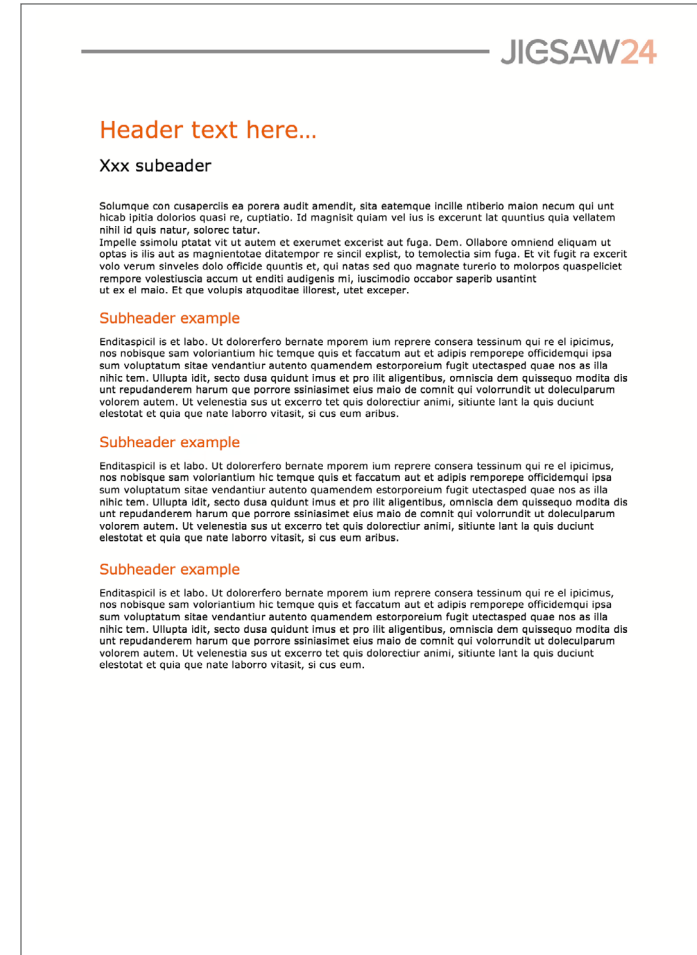 JIGSAW24
Header text here...
Xxx subeader
Solumque con cusaperciis ea porera audit amendit, sita eatemque incille ntiberio maion necum qui unt
hicab ipitia dolorios quasi re, cuptiatio. Id magnisit quiam vel ius is excerunt lat quuntius quia vellatem
nihil id quis natur, solorec tatur.
Impelle ssimolu ptatat vit ut autem et exerumet excerist aut fuga. Dem. Ollabore omniend eliquam ut
optas is ilis aut as magnientotae ditatempor re sincil explist, to temolectia sim fuga. Et vit fugit ra excerit
volo verum sinveles dolo officide quuntis et, qui natas sed quo magnate turerio to molorpos quaspeliciet
rempore volestiuscia accum ut enditi audigenis mi, iuscimodio occabor saperib usantint
ut ex el maio. Et que volupis atquoditae illorest, utet exceper.
Subheader example
Enditaspicil is et labo. Ut dolorerfero bernate mporem ium reprere consera tessinum qui re el ipicimus,
nos nobisque sam voloriantium hic temque quis et faccatum aut et adipis remporepe officidemqui ipsa
sum voluptatum sitae vendantiur autento quamendem estorporeium fugit utectasped quae nos as illa
nihic tem. Ullupta idit, secto dusa quidunt imus et pro ilit aligentibus, omniscia dem quissequo modita dis
unt repudanderem harum que porrore ssiniasimet eius maio de comnit qui volorrundit ut doleculparum
volorem autem. Ut velenestia sus ut excerro tet quis dolorectiur animi, sitiunte lant la quis duciunt
elestotat et quia que nate laborro vitasit, si cus eum aribus.
Subheader example
Enditaspicil is et labo. Ut dolorerfero bernate mporem ium reprere consera tessinum qui re el ipicimus,
nos nobisque sam voloriantium hic temque quis et faccatum aut et adipis remporepe officidemqui ipsa
sum voluptatum sitae vendantiur autento quamendem estorporeium fugit utectasped quae nos as illa
nihic tem. Ullupta idit, secto dusa quidunt imus et pro ilit aligentibus, omniscia dem quissequo modita dis
unt repudanderem harum que porrore ssiniasimet eius maio de comnit qui volorrundit ut doleculparum
volorem autem. Ut velenestia sus ut excerro tet quis dolorectiur animi, sitiunte lant la quis duciunt
elestotat et quia que nate laborro vitasit, si cus eum aribus.
Subheader example
Enditaspicil is et labo. Ut dolorerfero bernate mporem ium reprere consera tessinum qui re el ipicimus,
nos nobisque sam voloriantium hic temque quis et faccatum aut et adipis remporepe officidemqui ipsa
sum voluptatum sitae vendantiur autento quamendem estorporeium fugit utectasped quae nos as illa
nihic tem. Ullupta idit, secto dusa quidunt imus et pro ilit aligentibus, omniscia dem quissequo modita dis
unt repudanderem harum que porrore ssiniasimet eius maio de comnit qui volorrundit ut doleculparum
volorem autem. Ut velenestia sus ut excerro tet quis dolorectiur animi, sitiunte lant la quis duciunt
elestotat et quia que nate laborro vitasit, si cus eum.